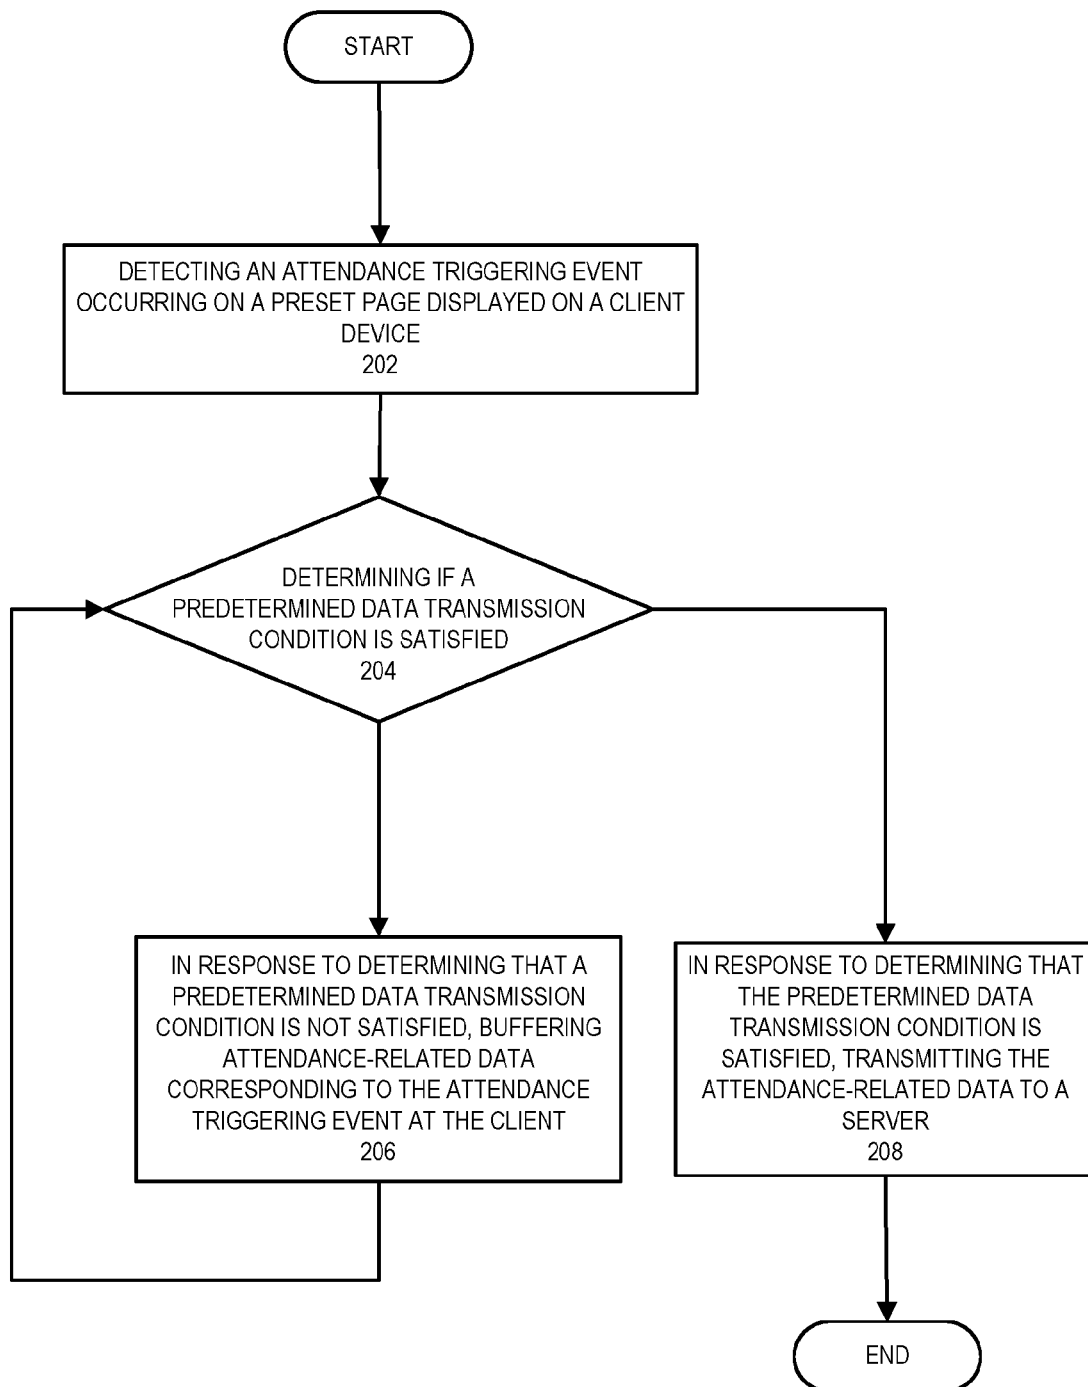 START
DETECTING AN ATTENDANCE TRIGGERING EVENT
OCCURRING ON A PRESET PAGE DISPLAYED ON A CLIENT
DEVICE
202
DETERMINING IF A
PREDETERMINED DATA TRANSMISSION
CONDITION IS SATISFIED
204
IN RESPONSE TO DETERMINING THAT A
PREDETERMINED DATA TRANSMISSION
CONDITION IS NOT SATISFIED, BUFFERING
ATTENDANCE-RELATED DATA
CORRESPONDING TO THE ATTENDANCE
TRIGGERING EVENT AT THE CLIENT
206
IN RESPONSE TO DETERMINING THAT
THE PREDETERMINED DATA
TRANSMISSION CONDITION IS
SATISFIED, TRANSMITTING THE
ATTENDANCE-RELATED DATA TO A
SERVER
208
END